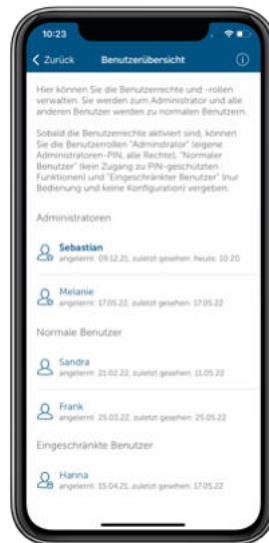 10:23
Zurück Benutzerübersicht
Hier können Sie die Benutzerrechte und -rollen
verwalten. Sie werden zum Administrator und alle
anderen Benutzer werden zu normalen Benutzern.
Sobald die Benutzerrechte aktiviert sind, können
Sie die Benutzerrollen "Adminstrator" (eigene
Administratoren-PIN, alle Rechte), "Normaler
Benutzer" (kein Zugang zu PIN-geschützten
Funktionen) und "Eingeschränkter Benutzer" (nur
Bedienung und keine Konfiguration) vergeben.
Administratoren
Sebastian
angelernt: 09.12.21, zuletzt gesehen: heute, 10:20
Melanie
angelernt: 17.05.22, zuletzt gesehen: 17.05.22
Normale Benutzer
Sandra
angelernt: 21.02.22, zuletzt gesehen: 11.05.22
Frank
angelernt: 25.03.22, zuletzt gesehen: 25.05.22
Eingeschränkte Benutzer
Hanna
angelernt: 15.04.21, zuletzt gesehen: 17.05.22